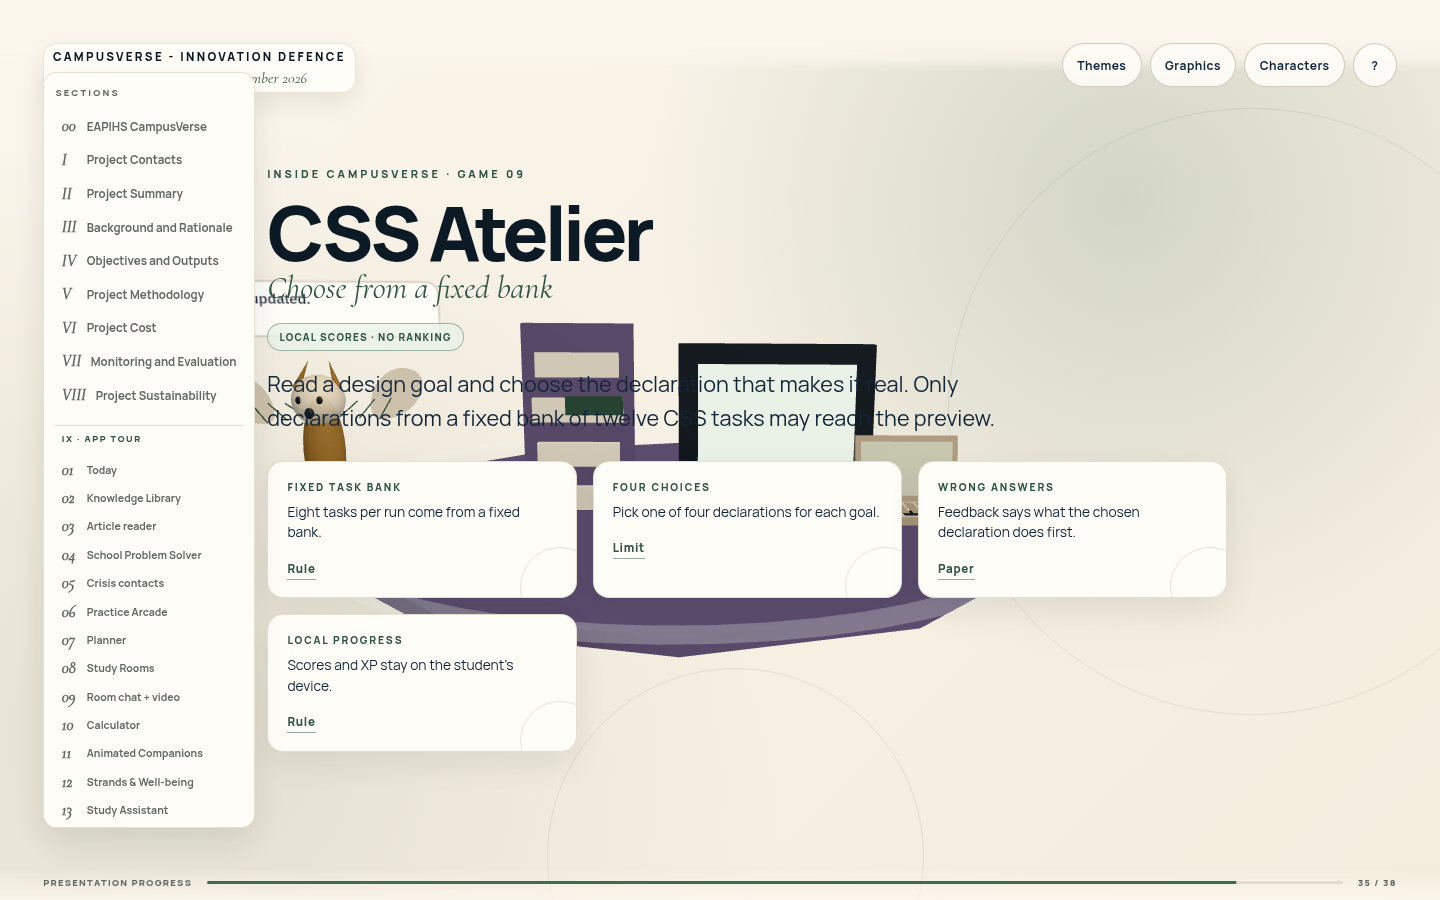 CAMPUSVERSE - INNOVATION DEFENCE
mber 2026
Themes
Graphics
Characters
?
SECTIONS
00 EAPIHS CampusVerse
I Project Contacts
II Project Summary
III Background and Rationale
IV Objectives and Outputs
V Project Methodology
VI Project Cost
VII Monitoring and Evaluation
VIII Project Sustainability
IX · APP TOUR
01 Today
02 Knowledge Library
03 Article reader
04 School Problem Solver
05 Crisis contacts
06 Practice Arcade
07 Planner
08 Study Rooms
09 Room chat + video
10 Calculator
11 Animated Companions
12 Strands & Well-being
13 Study Assistant
INSIDE CAMPUSVERSE · GAME 09
CSS Atelier
Choose from a fixed bank
updated.
LOCAL SCORES · NO RANKING
Read a design goal and choose the declaration that makes it real. Only
declarations from a fixed bank of twelve CSS tasks may reach the preview.
FIXED TASK BANK
Eight tasks per run come from a fixed
bank.
Rule
FOUR CHOICES
Pick one of four declarations for each goal.
Limit
WRONG ANSWERS
Feedback says what the chosen
declaration does first.
Paper
LOCAL PROGRESS
Scores and XP stay on the student's
device.
Rule
PRESENTATION PROGRESS
35 / 38